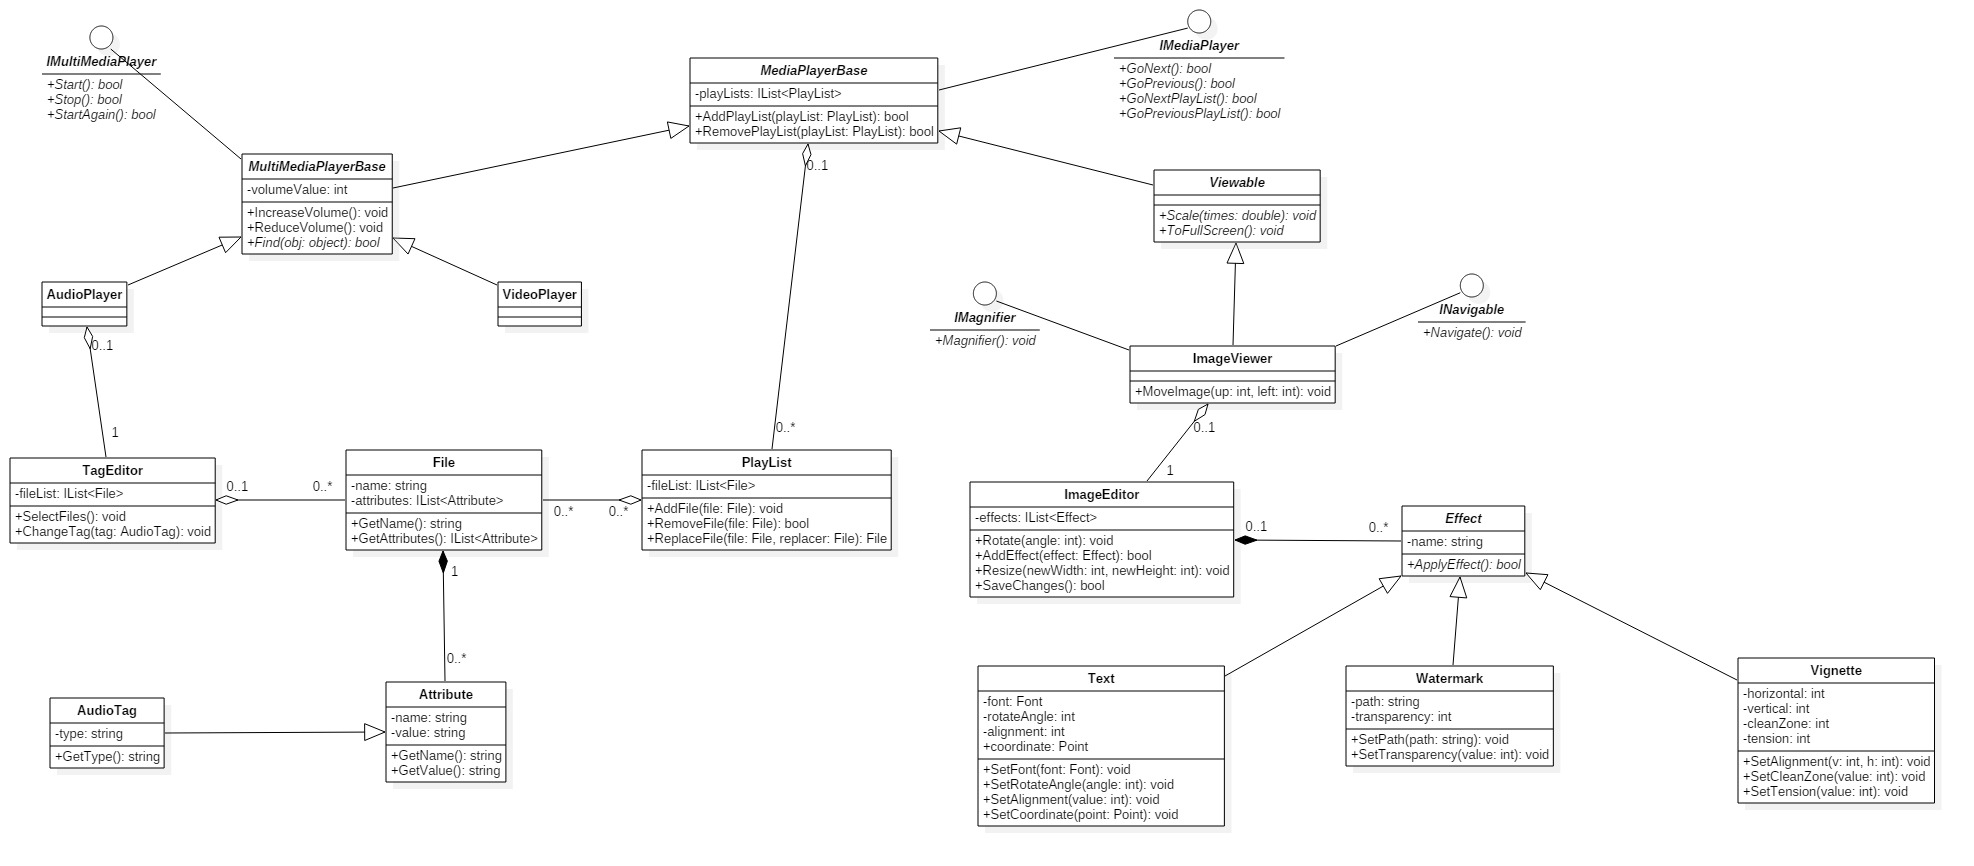 IMultiMediaPlayer
+Start(): bool
+Stop(): bool
+StartAgain(): bool
MediaPlayerBase
-playLists: IList<PlayList>
+AddPlayList(playList: PlayList): bool
+RemovePlayList(playList: PlayList): bool
0..1
IMediaPlayer
+GoNext(): bool
+GoPrevious(): bool
+GoNextPlayList(): bool
+GoPreviousPlayList(): bool
MultiMediaPlayerBase
-volumeValue: int
+IncreaseVolume(): void
+ReduceVolume(): void
+Find(obj: object): bool
Viewable
+Scale(times: double): void
+ToFullScreen(): void
AudioPlayer
0..1
VideoPlayer
IMagnifier
+Magnifier(): void
INavigable
+Navigate(): void
ImageViewer
+MoveImage(up: int, left: int): void
0..1
1
1
0..*
TagEditor
-fileList: IList<File>
+SelectFiles(): void
+ChangeTag(tag: AudioTag): void
0..1
0..*
File
-name: string
-attributes: IList<Attribute>
+GetName(): string
+GetAttributes(): IList<Attribute>
0..*
0..*
PlayList
-fileList: IList<File>
+AddFile(file: File): void
+RemoveFile(file: File): bool
+ReplaceFile(file: File, replacer: File): File
ImageEditor
-effects: IList<Effect>
+Rotate(angle: int): void
+AddEffect(effect: Effect): bool
+Resize(newWidth: int, newHeight: int): void
+SaveChanges(): bool
0..1
0..*
Effect
-name: string
+ApplyEffect(): bool
1
0..*
AudioTag
-type: string
+GetType(): string
Attribute
-name: string
-value: string
+GetName(): string
+GetValue(): string
Text
-font: Font
-rotateAngle: int
-alignment: int
+coordinate: Point
+SetFont(font: Font): void
+SetRotateAngle(angle: int): void
+SetAlignment(value: int): void
+SetCoordinate(point: Point): void
Watermark
-path: string
-transparency: int
+SetPath(path: string): void
+SetTransparency(value: int): void
Vignette
-horizontal: int
-vertical: int
-cleanZone: int
-tension: int
+SetAlignment(v: int, h: int): void
+SetCleanZone(value: int): void
+SetTension(value: int): void